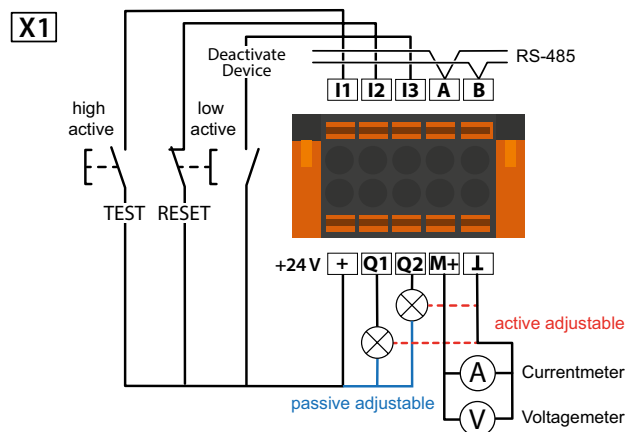 X1
Deactivate
Device
RS-485
I1 I2 I3 A B
high
active
low
active
TEST RESET
+24 V + Q1 Q2 M+ ⊥
active adjustable
passive adjustable
A Currentmeter
V Voltagemeter